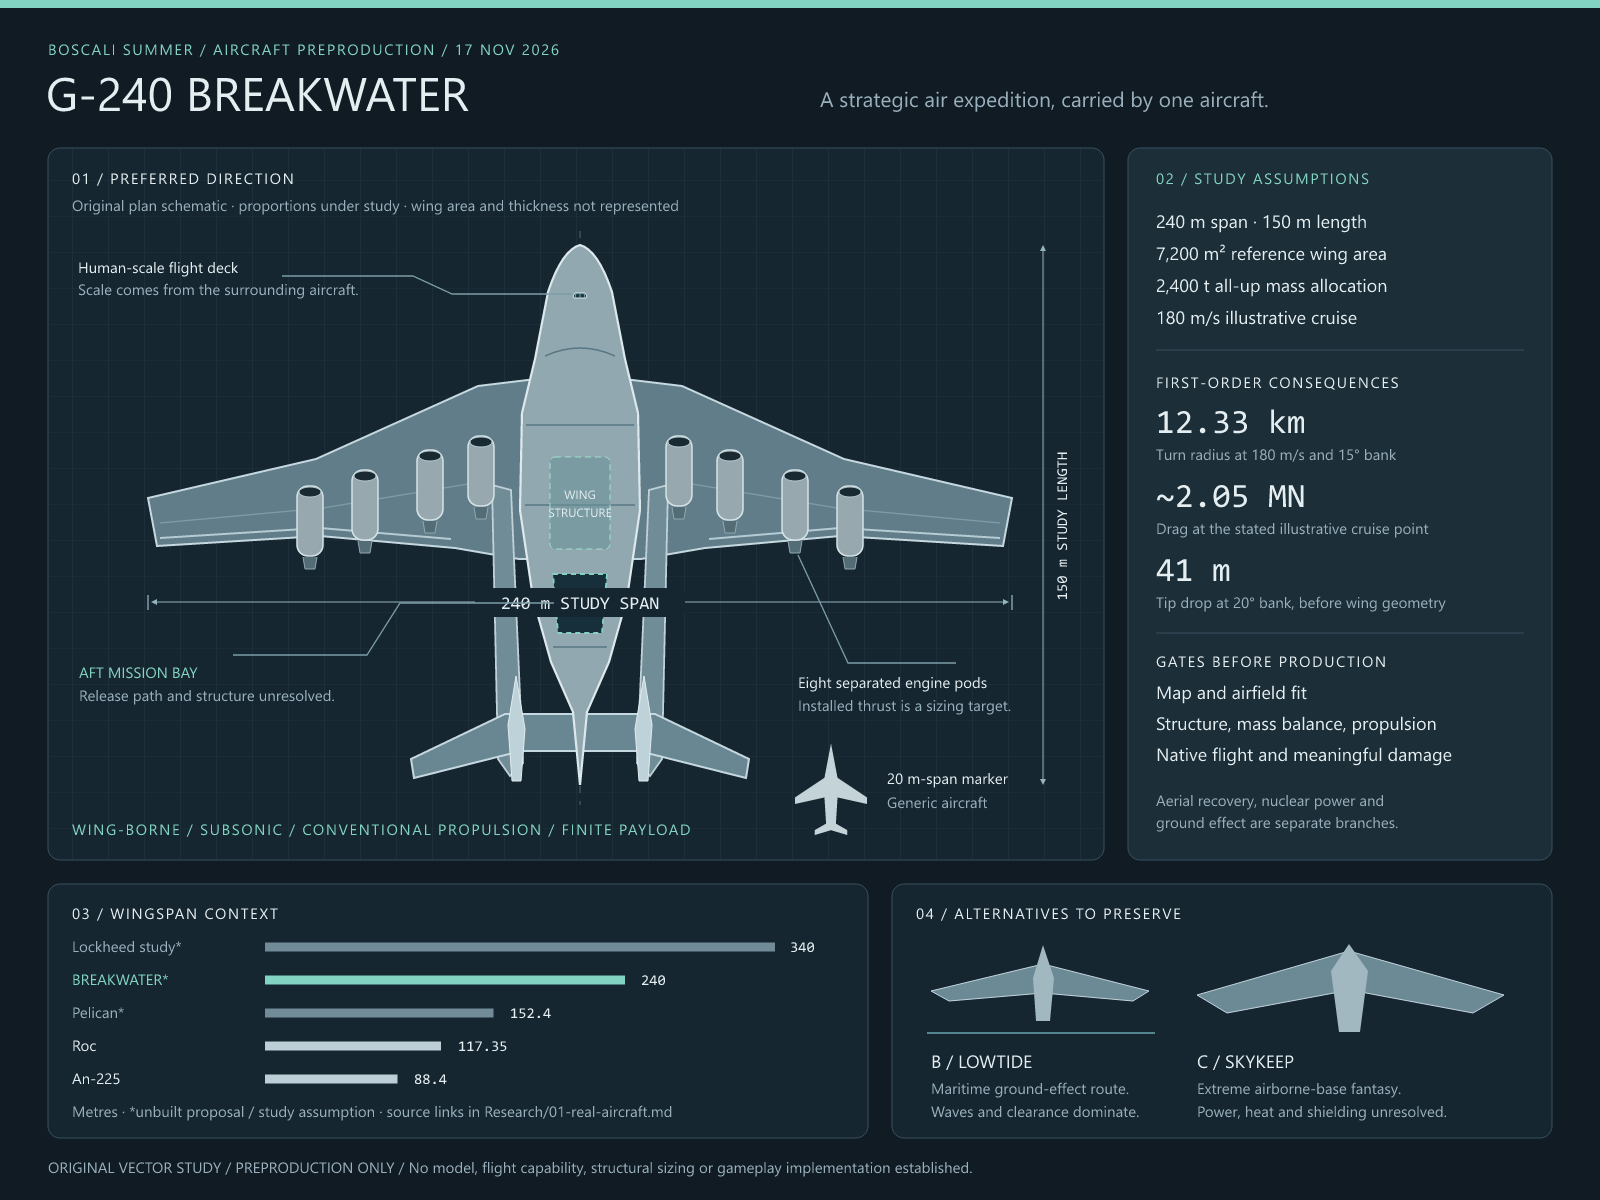 BOSCALI SUMMER / AIRCRAFT PREPRODUCTION / 17 NOV 2026
G-240 BREAKWATER
A strategic air expedition, carried by one aircraft.
01 / PREFERRED DIRECTION
Original plan schematic · proportions under study · wing area and thickness not represented
Human-scale flight deck
Scale comes from the surrounding aircraft.
WING
STRUCTURE
240 m STUDY SPAN
150 m STUDY LENGTH
AFT MISSION BAY
Release path and structure unresolved.
Eight separated engine pods
Installed thrust is a sizing target.
20 m-span marker
Generic aircraft
WING-BORNE / SUBSONIC / CONVENTIONAL PROPULSION / FINITE PAYLOAD
02 / STUDY ASSUMPTIONS
240 m span · 150 m length
7,200 m² reference wing area
2,400 t all-up mass allocation
180 m/s illustrative cruise
FIRST-ORDER CONSEQUENCES
12.33 km
Turn radius at 180 m/s and 15° bank
~2.05 MN
Drag at the stated illustrative cruise point
41 m
Tip drop at 20° bank, before wing geometry
GATES BEFORE PRODUCTION
Map and airfield fit
Structure, mass balance, propulsion
Native flight and meaningful damage
Aerial recovery, nuclear power and
ground effect are separate branches.
03 / WINGSPAN CONTEXT
Lockheed study* 340
BREAKWATER* 240
Pelican* 152.4
Roc 117.35
An-225 88.4
Metres · *unbuilt proposal / study assumption · source links in Research/01-real-aircraft.md
04 / ALTERNATIVES TO PRESERVE
B / LOWTIDE
Maritime ground-effect route.
Waves and clearance dominate.
C / SKYKEEP
Extreme airborne-base fantasy.
Power, heat and shielding unresolved.
ORIGINAL VECTOR STUDY / PREPRODUCTION ONLY / No model, flight capability, structural sizing or gameplay implementation established.